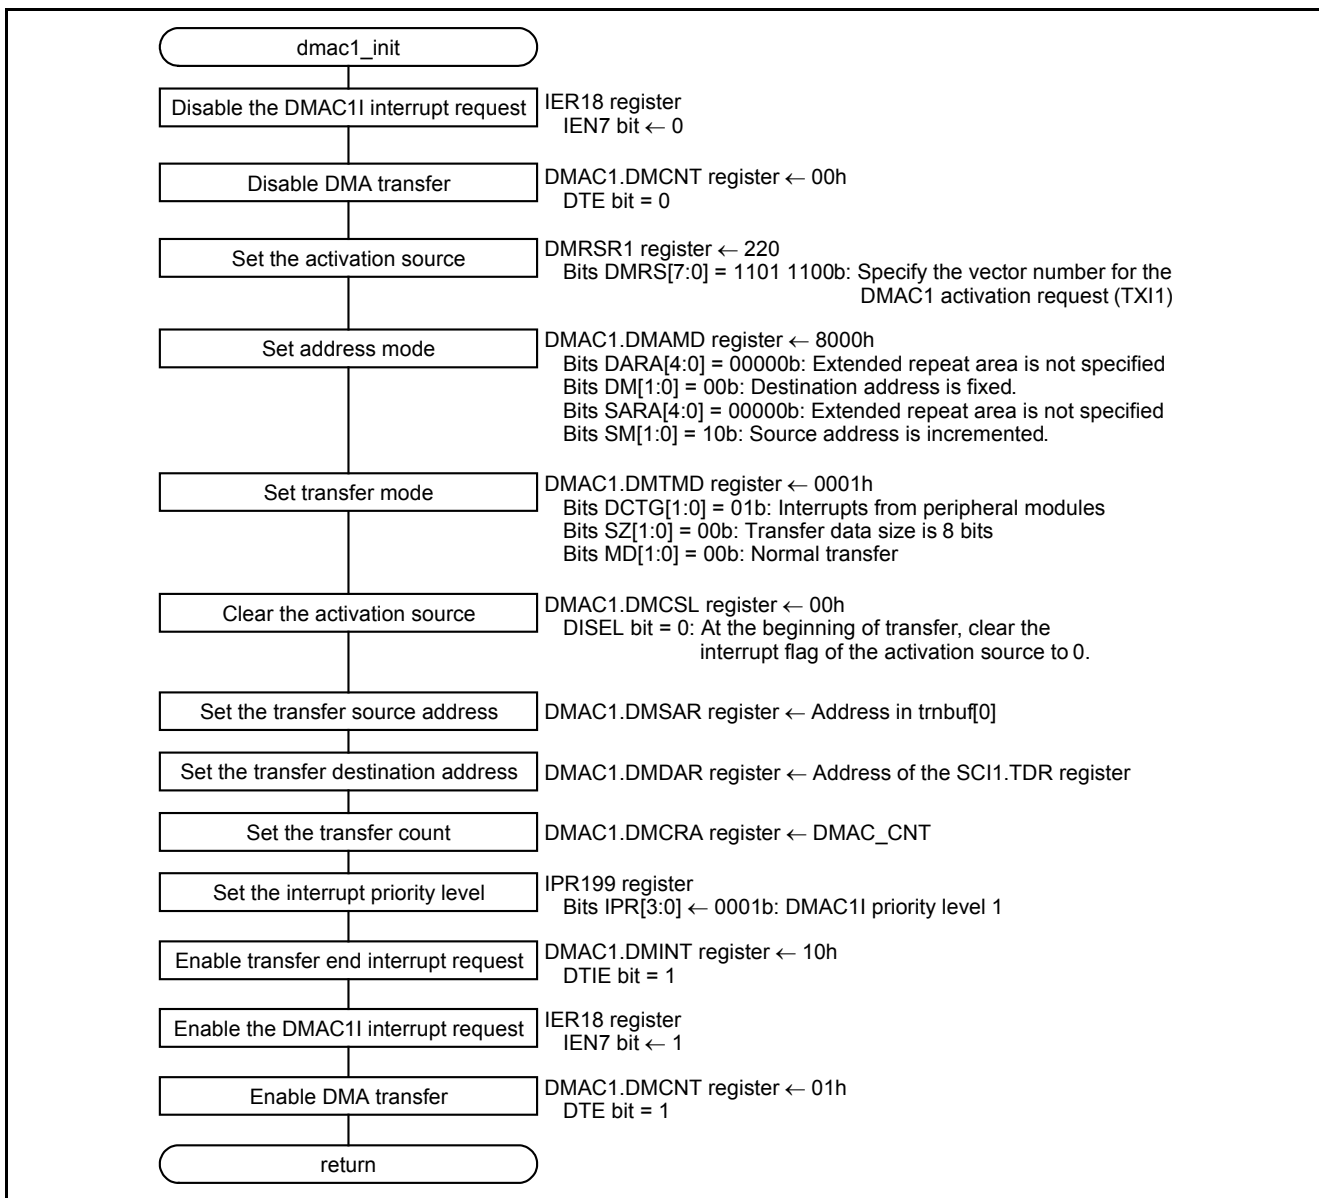 dmac1_init
Disable the DMAC1I interrupt request
IER18 register
IEN7 bit ← 0
Disable DMA transfer
DMAC1.DMCNT register ← 00h
DTE bit = 0
Set the activation source
DMRSR1 register ← 220
Bits DMRS[7:0] = 1101 1100b: Specify the vector number for the
DMAC1 activation request (TXI1)
Set address mode
DMAC1.DMAMD register ← 8000h
Bits DARA[4:0] = 00000b: Extended repeat area is not specified
Bits DM[1:0] = 00b: Destination address is fixed.
Bits SARA[4:0] = 00000b: Extended repeat area is not specified
Bits SM[1:0] = 10b: Source address is incremented.
Set transfer mode
DMAC1.DMTMD register ← 0001h
Bits DCTG[1:0] = 01b: Interrupts from peripheral modules
Bits SZ[1:0] = 00b: Transfer data size is 8 bits
Bits MD[1:0] = 00b: Normal transfer
Clear the activation source
DMAC1.DMCSL register ← 00h
DISEL bit = 0: At the beginning of transfer, clear the
interrupt flag of the activation source to 0.
Set the transfer source address
DMAC1.DMSAR register ← Address in trnbuf[0]
Set the transfer destination address
DMAC1.DMDAR register ← Address of the SCI1.TDR register
Set the transfer count
DMAC1.DMCRA register ← DMAC_CNT
Set the interrupt priority level
IPR199 register
Bits IPR[3:0] ← 0001b: DMAC1I priority level 1
Enable transfer end interrupt request
DMAC1.DMINT register ← 10h
DTIE bit = 1
Enable the DMAC1I interrupt request
IER18 register
IEN7 bit ← 1
Enable DMA transfer
DMAC1.DMCNT register ← 01h
DTE bit = 1
return